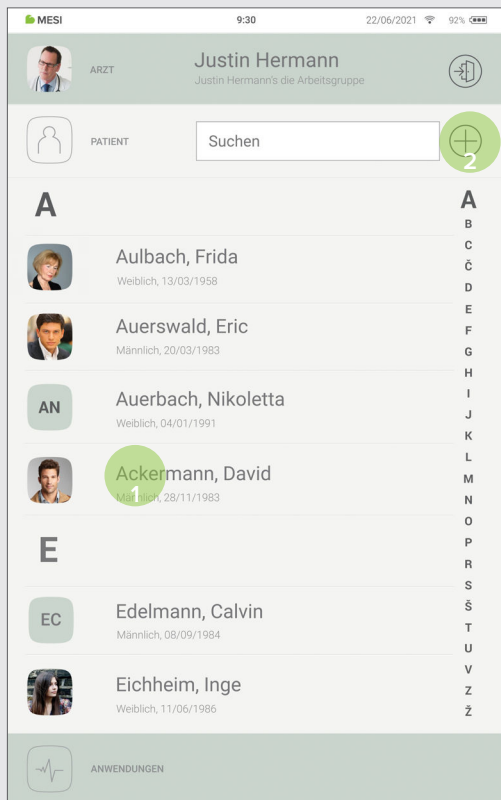 MESI 9:30 22/06/2021 92%
ARZT
Justin Hermann
Justin Hermann's die Arbeitsgruppe
PATIENT
Suchen
2
A
Aulbach, Frida
Weiblich, 13/03/1958
Auerswald, Eric
Männlich, 20/03/1983
AN
Auerbach, Nikoletta
Weiblich, 04/01/1991
Ackermann, David
Männlich, 28/11/1983
1
E
EC
Edelmann, Calvin
Männlich, 08/09/1984
Eichheim, Inge
Weiblich, 11/06/1986
A
B
C
Č
D
E
F
G
H
I
J
K
L
M
N
O
P
R
S
Š
T
U
V
Z
Ž
ANWENDUNGEN